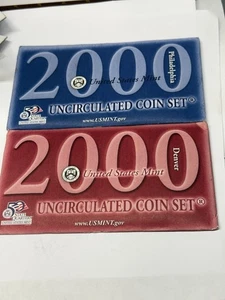 2000
Philadelphia
United States Mint
UNCIRCULATED COIN SET®
www.USMINT.gov
2000
Denver
United States Mint
UNCIRCULATED COIN SET®
www.USMINT.gov